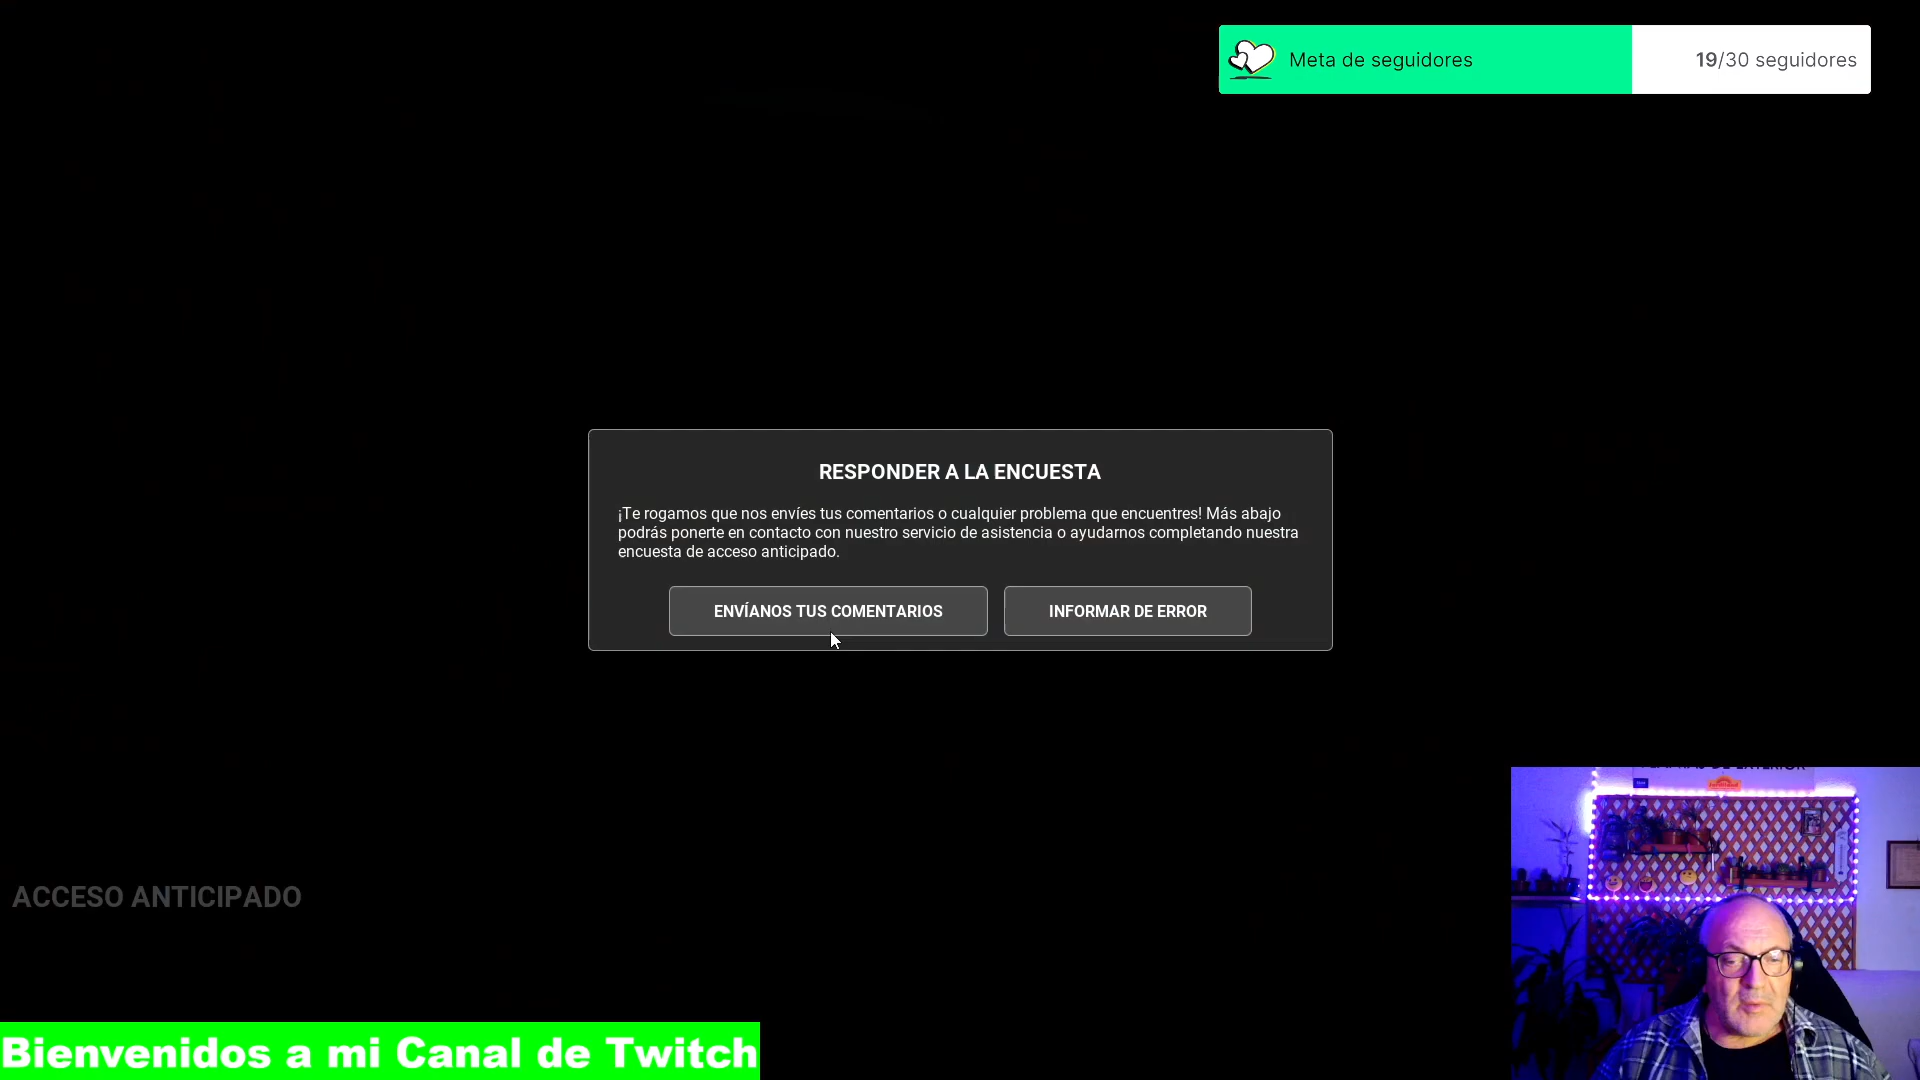 Meta de seguidores
19/30 seguidores
RESPONDER A LA ENCUESTA
¡Te rogamos que nos envíes tus comentarios o cualquier problema que encuentres! Más abajo
podrás ponerte en contacto con nuestro servicio de asistencia o ayudarnos completando nuestra
encuesta de acceso anticipado.
ENVÍANOS TUS COMENTARIOS
INFORMAR DE ERROR
ACCESO ANTICIPADO
Bienvenidos a mi Canal de Twitch